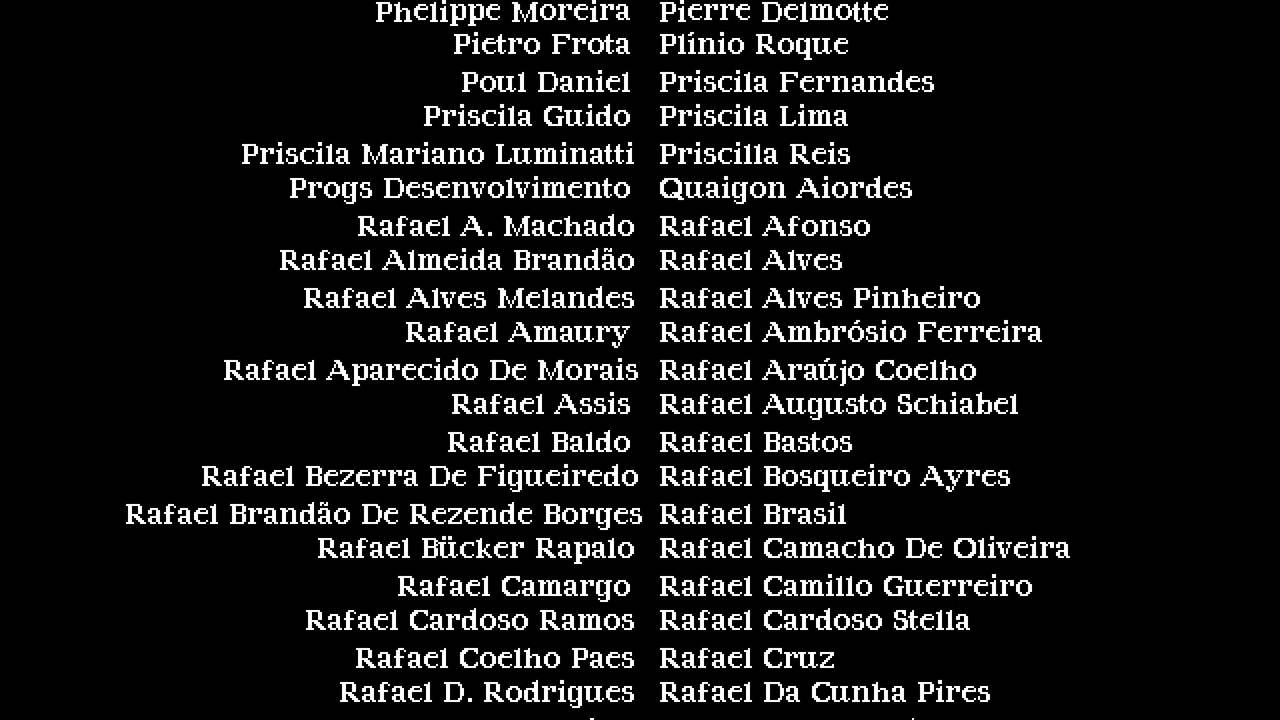 Phelippe Moreira Pierre Delmotte
Pietro Frota Plínio Roque
Poul Daniel Priscila Fernandes
Priscila Guido Priscila Lima
Priscila Mariano Luminatti Priscilla Reis
Progs Desenvolvimento Quaigon Aiordes
Rafael A. Machado Rafael Afonso
Rafael Almeida Brandão Rafael Alves
Rafael Alves Melandes Rafael Alves Pinheiro
Rafael Amaury Rafael Ambrósio Ferreira
Rafael Aparecido De Morais Rafael Araújo Coelho
Rafael Assis Rafael Augusto Schiabel
Rafael Baldo Rafael Bastos
Rafael Bezerra De Figueiredo Rafael Bosqueiro Ayres
Rafael Brandão De Rezende Borges Rafael Brasil
Rafael Bücker Rapalo Rafael Camacho De Oliveira
Rafael Camargo Rafael Camillo Guerreiro
Rafael Cardoso Ramos Rafael Cardoso Stella
Rafael Coelho Paes Rafael Cruz
Rafael D. Rodrigues Rafael Da Cunha Pires